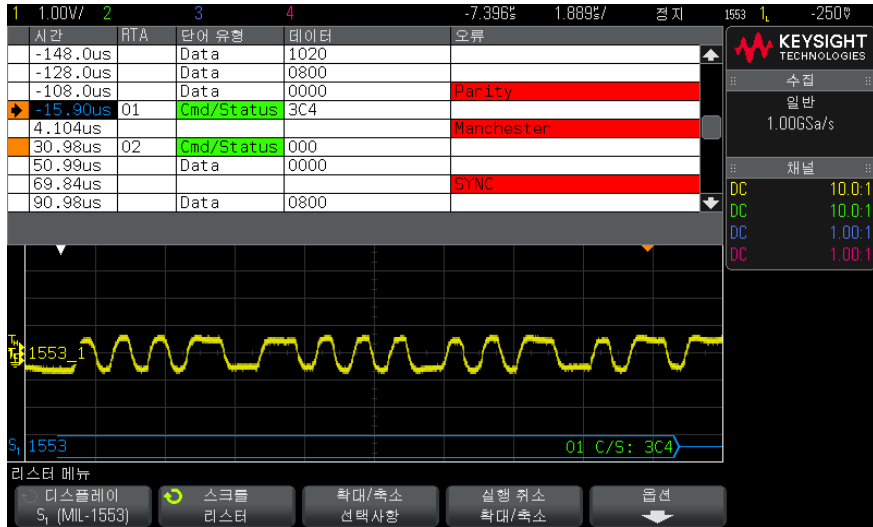 1 1.00V/ 2 3 4 -7.396␍ 1.889␍/ 정지 1553 1L -250␍
시간 RTA 단어 유형 데이터 오류
-148.0us Data 1020
-128.0us Data 0800
-108.0us Data 0000 Parity
-15.90us 01 Cmd/Status 3C4
4.104us Manchester
30.98us 02 Cmd/Status 000
50.99us Data 0000
69.84us SYNC
90.98us Data 0800
KEYSIGHT
TECHNOLOGIES
수집
일반
1.00GSa/s
채널
DC 10.0:1
DC 10.0:1
DC 1.00:1
DC 1.00:1
1553_1
S1 1553 01 C/S: 3C4
리스터 메뉴
디스플레이
S1 (MIL-1553)
스크롤
리스터
확대/축소
선택사항
실행 취소
확대/축소
옵션